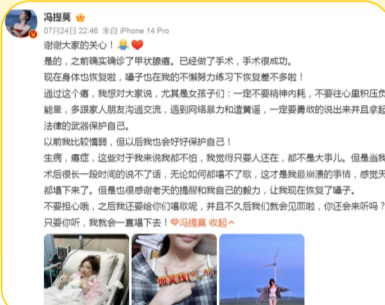 冯提莫
07月24日 22:46 来自 iPhone 14 Pro
谢谢大家的关心！
是的，之前确实确诊了甲状腺癌。已经做了手术，手术很成功。
现在身体也恢复啦，嗓子也在我的不懈努力练习下恢复差不多啦！
通过这个癌，我想对大家说，尤其是女孩子们：一定不要精神内耗，不要往心里积压负
能量，多跟家人朋友沟通交流，遇到网络暴力和造黄谣，一定要勇敢的说出来并且拿起
法律的武器保护自己。
以前我比较懦弱，但以后我也会好好保护自己！
生病，癌症，这些对于我来说我都不怕，我觉得只要人还在，都不是大事儿。但是当我
术后很长一段时间的说不了话，无论如何都唱不了歌，这才是我最崩溃的事情，感觉天
都塌下来了。但是也很感谢老天的提醒和我自己的毅力，让我现在恢复了嗓子。
不要担心哦，之后我还要给你们唱歌呢，并且不久后我们就会见面啦，你还会来听吗？
只要你听，我就会一直唱下去！冯提莫 收起